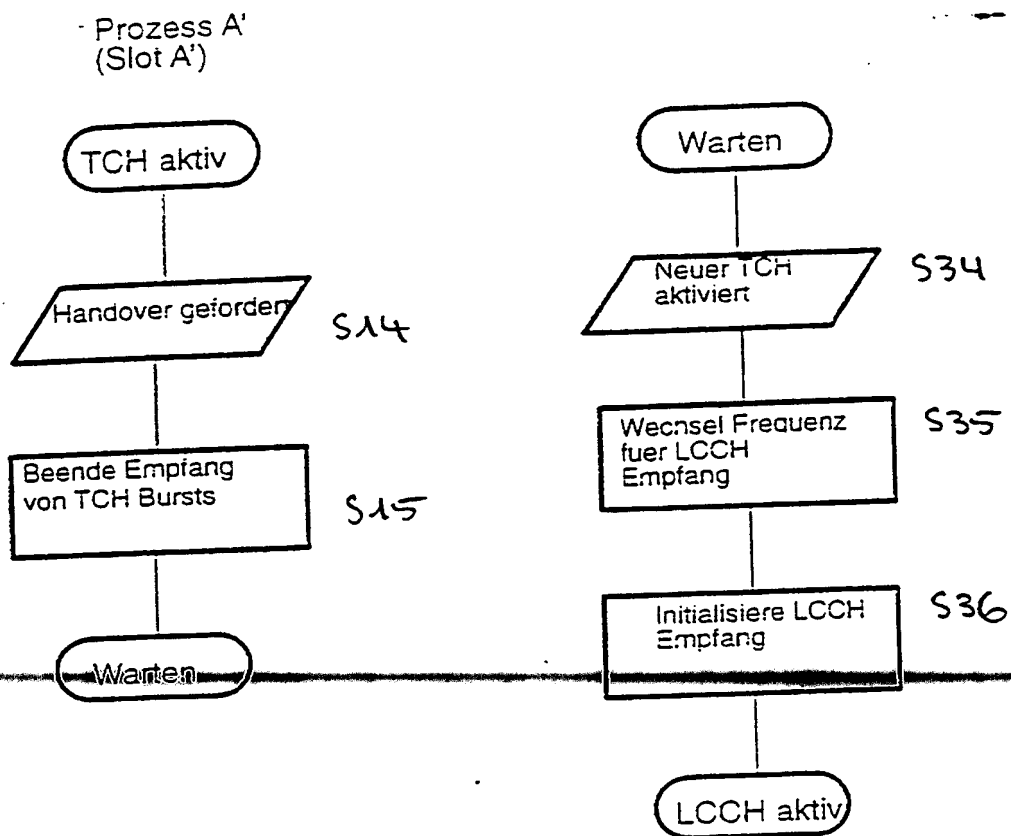 Prozess A'
(Slot A')
TCH aktiv
Handover geforden
S14
Beende Empfang
von TCH Bursts
S15
Warten
Warten
Neuer TCH
aktiviert
S34
Wechsel Frequenz
fuer LCCH
Empfang
S35
Initialisiere LCCH
Empfang
S36
LCCH aktiv